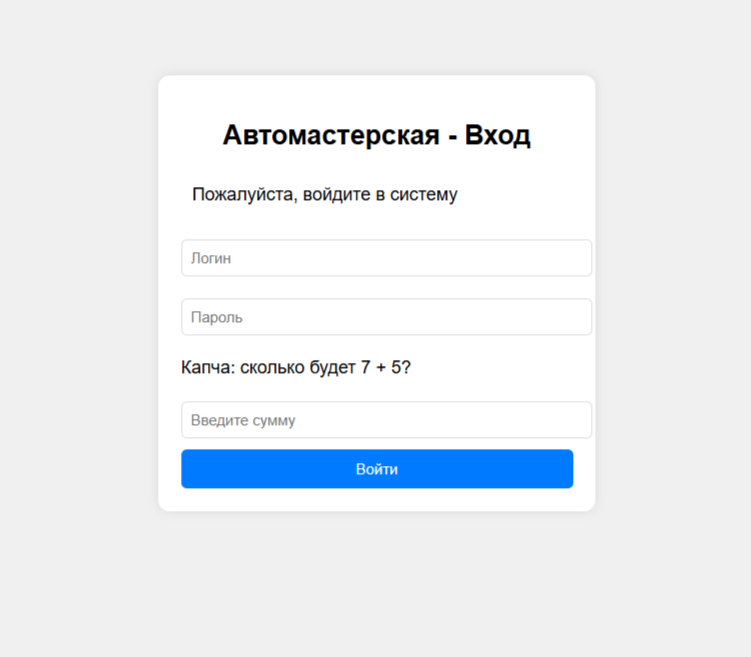 Автомастерская - Вход
Пожалуйста, войдите в систему
Логин
Пароль
Капча: сколько будет 7 + 5?
Введите сумму
Войти